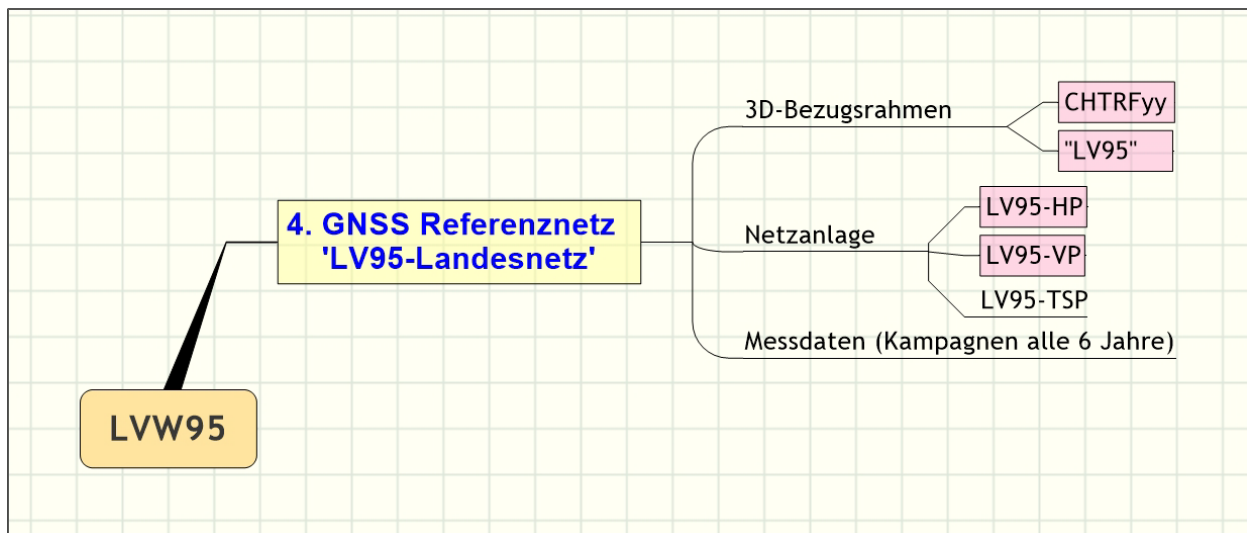 3D-Bezugsrahmen
CHTRFyy
"LV95"
4. GNSS Referenznetz
'LV95-Landesnetz'
Netzanlage
LV95-HP
LV95-VP
LV95-TSP
Messdaten (Kampagnen alle 6 Jahre)
LVW95